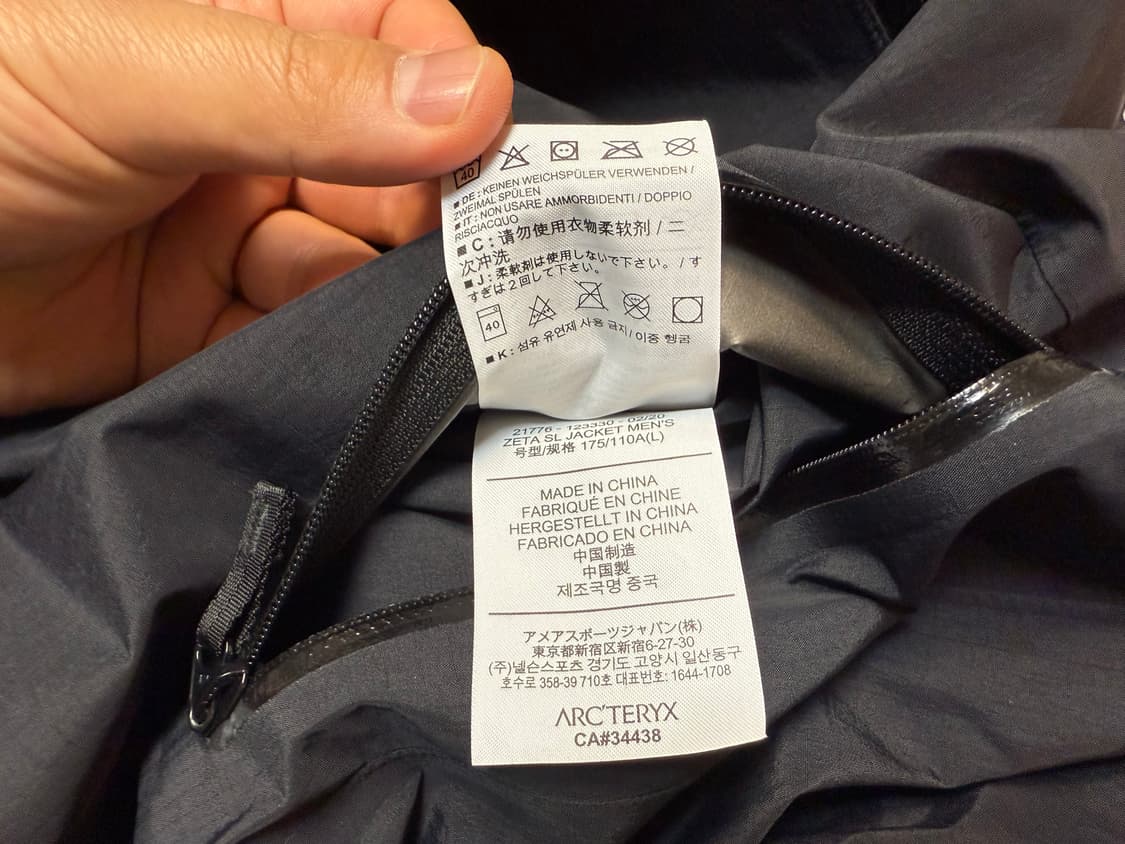 40
■ DE : KEINEN WEICHSPÜLER VERWENDEN /
ZWEIMAL SPÜLEN
■ IT : NON USARE AMMORBIDENTI / DOPPIO
RISCIACQUO
■ C : 请勿使用衣物柔软剂 / 二
次冲洗
■ J : 柔軟剤は使用しないで下さい。 / す
すぎは2回して下さい。
40
■ K : 섬유 유연제 사용 금지/ 이중 헹굼
21776 - 123330 - 02/20
ZETA SL JACKET MEN'S
号型/规格 175/110A(L)
MADE IN CHINA
FABRIQUÉ EN CHINE
HERGESTELLT IN CHINA
FABRICADO EN CHINA
中国制造
中国製
제조국명 중국
アメアスポーツジャパン(株)
東京都新宿区新宿6-27-30
(주)넬슨스포츠 경기도 고양시 일산동구
호수로 358-39 710호 대표번호: 1644-1708
ARC'TERYX
CA#34438